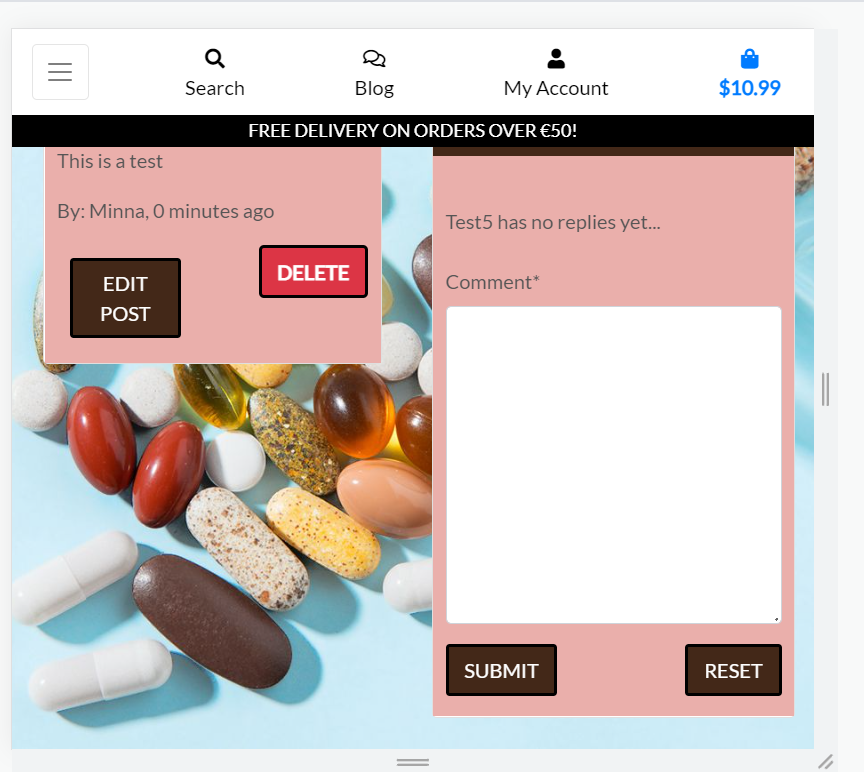 Search
Blog
My Account
$10.99
FREE DELIVERY ON ORDERS OVER €50!
This is a test
By: Minna, 0 minutes ago
EDIT
POST
DELETE
Test5 has no replies yet...
Comment*
SUBMIT
RESET